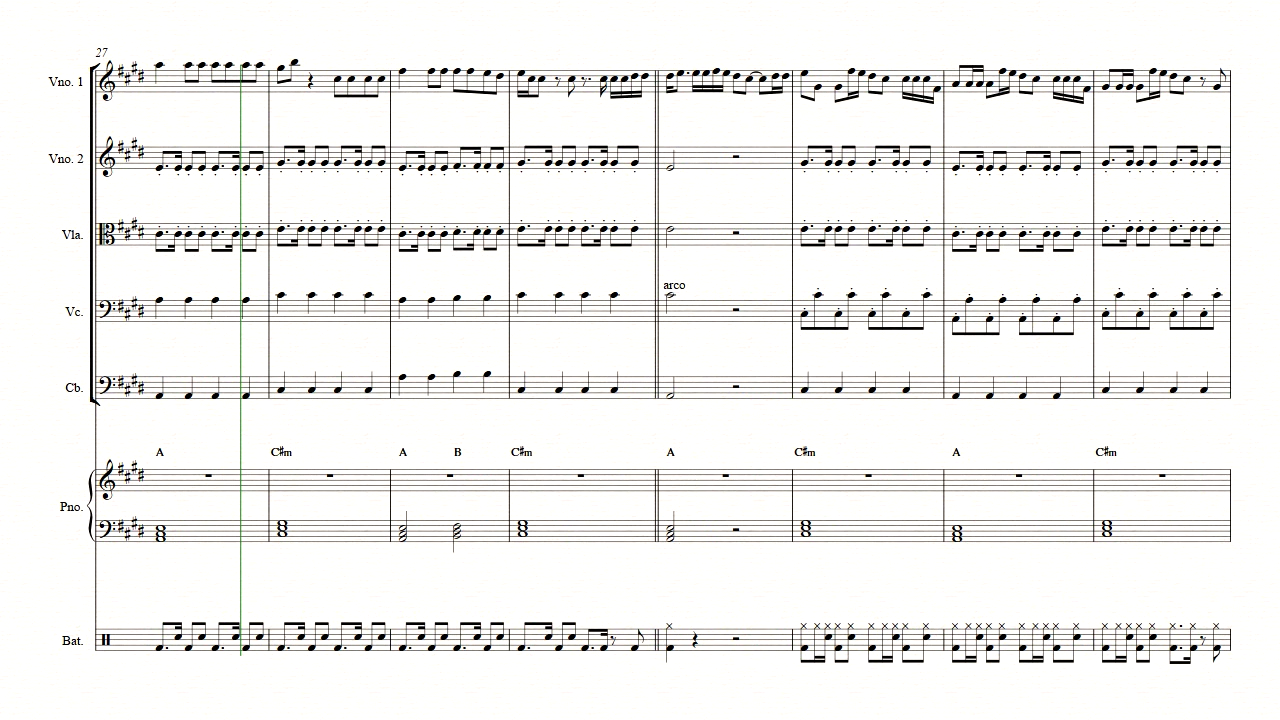 27
Vno. 1
Vno. 2
Vla.
arco
Vc.
Cb.
A C♯m A B C♯m A C♯m A C♯m
Pno.
Bat.